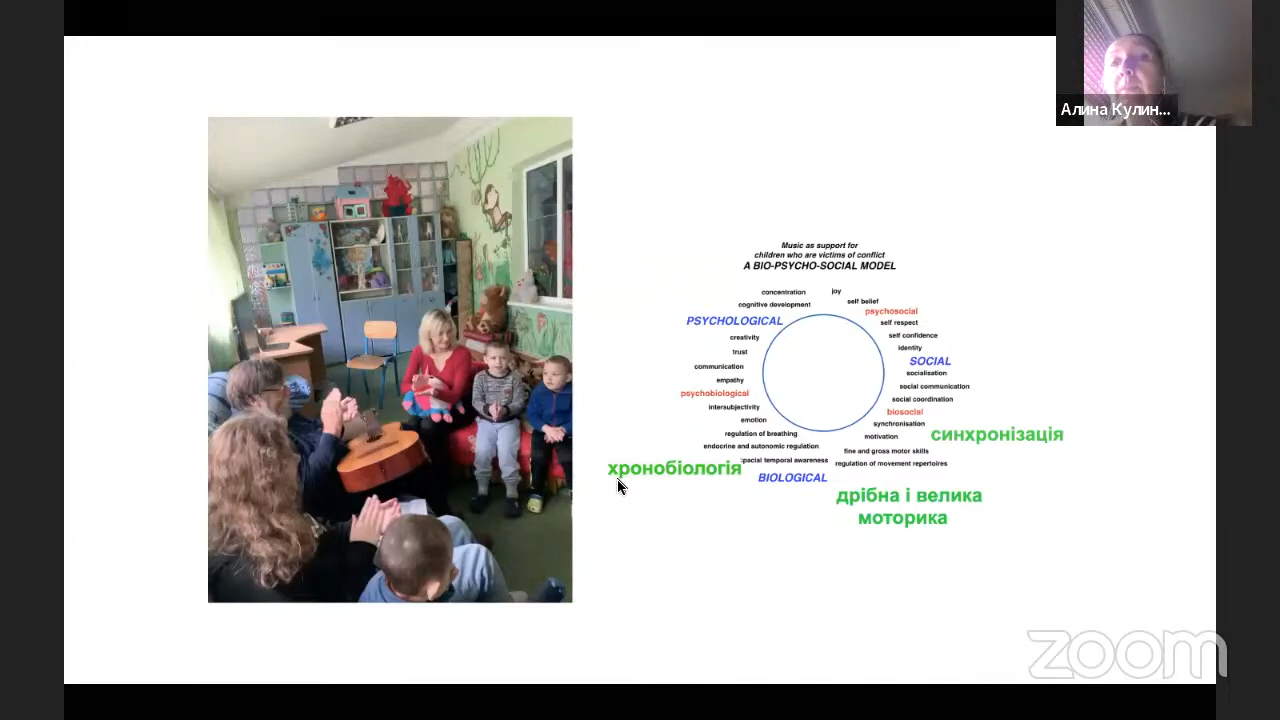 Алина Кулин...
Music as support for
children who are victims of conflict
A BIO-PSYCHO-SOCIAL MODEL
concentration
joy
cognitive development
self belief
psychosocial
PSYCHOLOGICAL
self respect
creativity
self confidence
trust
identity
SOCIAL
communication
socialisation
empathy
social communication
psychobiological
social coordination
intersubjectivity
biosocial
emotion
synchronisation
regulation of breathing
motivation
синхронізація
endocrine and autonomic regulation
fine and gross motor skills
spacial temporal awareness
regulation of movement repertoires
хронобіологія
BIOLOGICAL
дрібна і велика
моторика
zoom